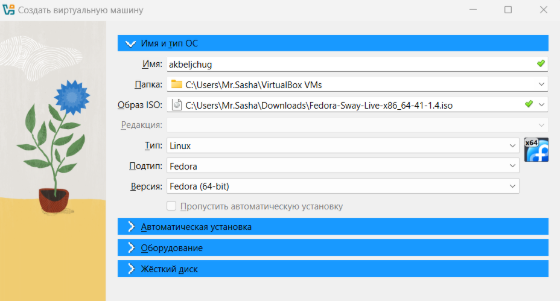 Создать виртуальную машину
Имя и тип ОС
Имя: akbeljchug
Папка: C:\Users\Mr.Sasha\VirtualBox VMs
Образ ISO: C:\Users\Mr.Sasha\Downloads\Fedora-Sway-Live-x86_64-41-1.4.iso
Редакция:
Тип: Linux
x64
Подтип: Fedora
Версия: Fedora (64-bit)
Пропустить автоматическую установку
Автоматическая установка
Оборудование
Жёсткий диск